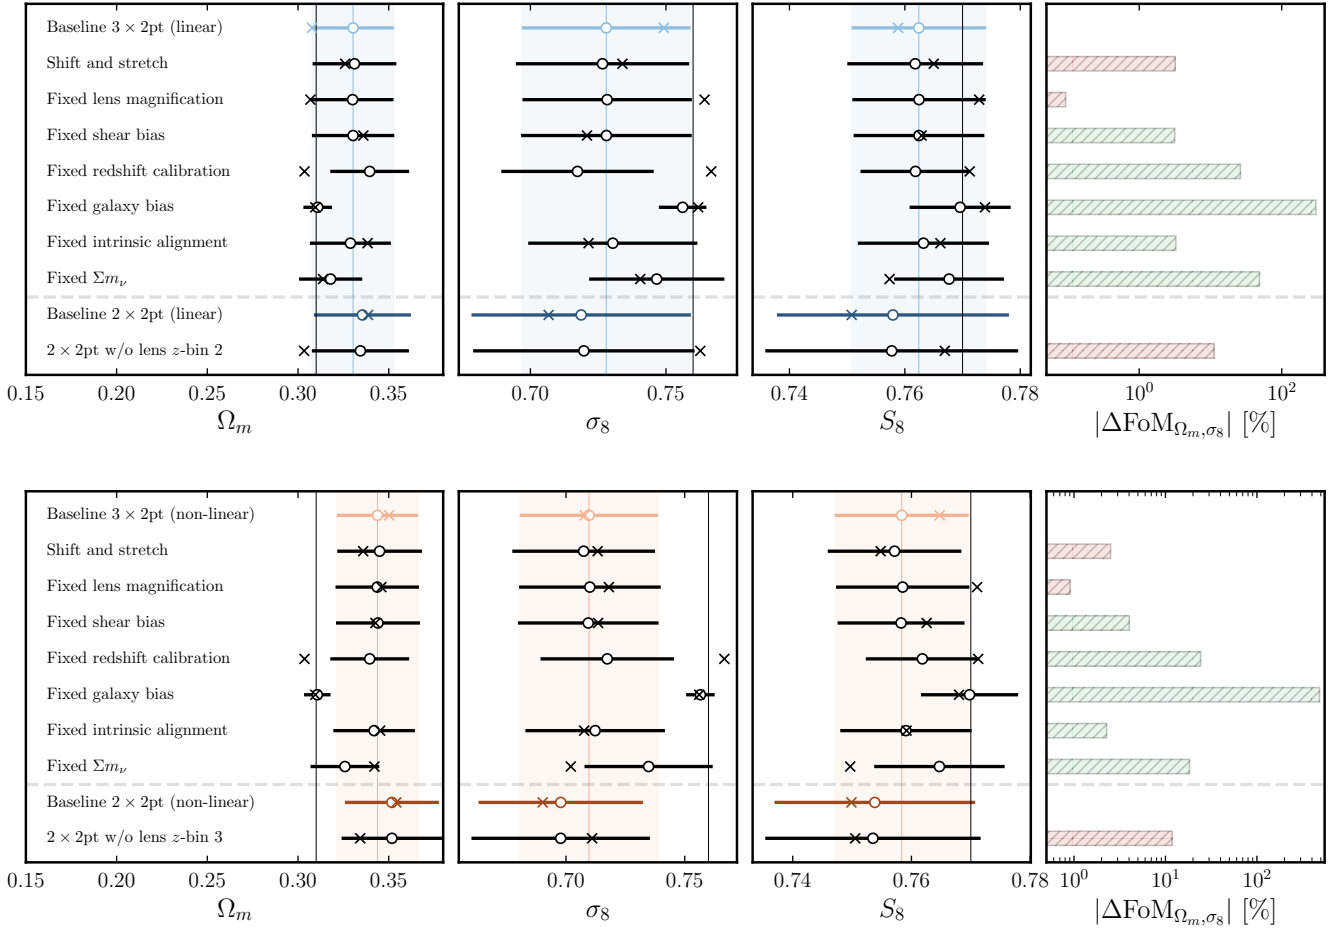 Baseline 3 × 2pt (linear)
Shift and stretch
Fixed lens magnification
Fixed shear bias
Fixed redshift calibration
Fixed galaxy bias
Fixed intrinsic alignment
Fixed Σm_ν
Baseline 2 × 2pt (linear)
2 × 2pt w/o lens z-bin 2
0.15 0.20 0.25 0.30 0.35
Ω_m
0.70 0.75
σ_8
0.74 0.76 0.78
S_8
10^0 10^2
|ΔFoM_{Ω_m,σ_8}| [%]
Baseline 3 × 2pt (non-linear)
Shift and stretch
Fixed lens magnification
Fixed shear bias
Fixed redshift calibration
Fixed galaxy bias
Fixed intrinsic alignment
Fixed Σm_ν
Baseline 2 × 2pt (non-linear)
2 × 2pt w/o lens z-bin 3
0.15 0.20 0.25 0.30 0.35
Ω_m
0.70 0.75
σ_8
0.74 0.76 0.78
S_8
10^0 10^1 10^2
|ΔFoM_{Ω_m,σ_8}| [%]